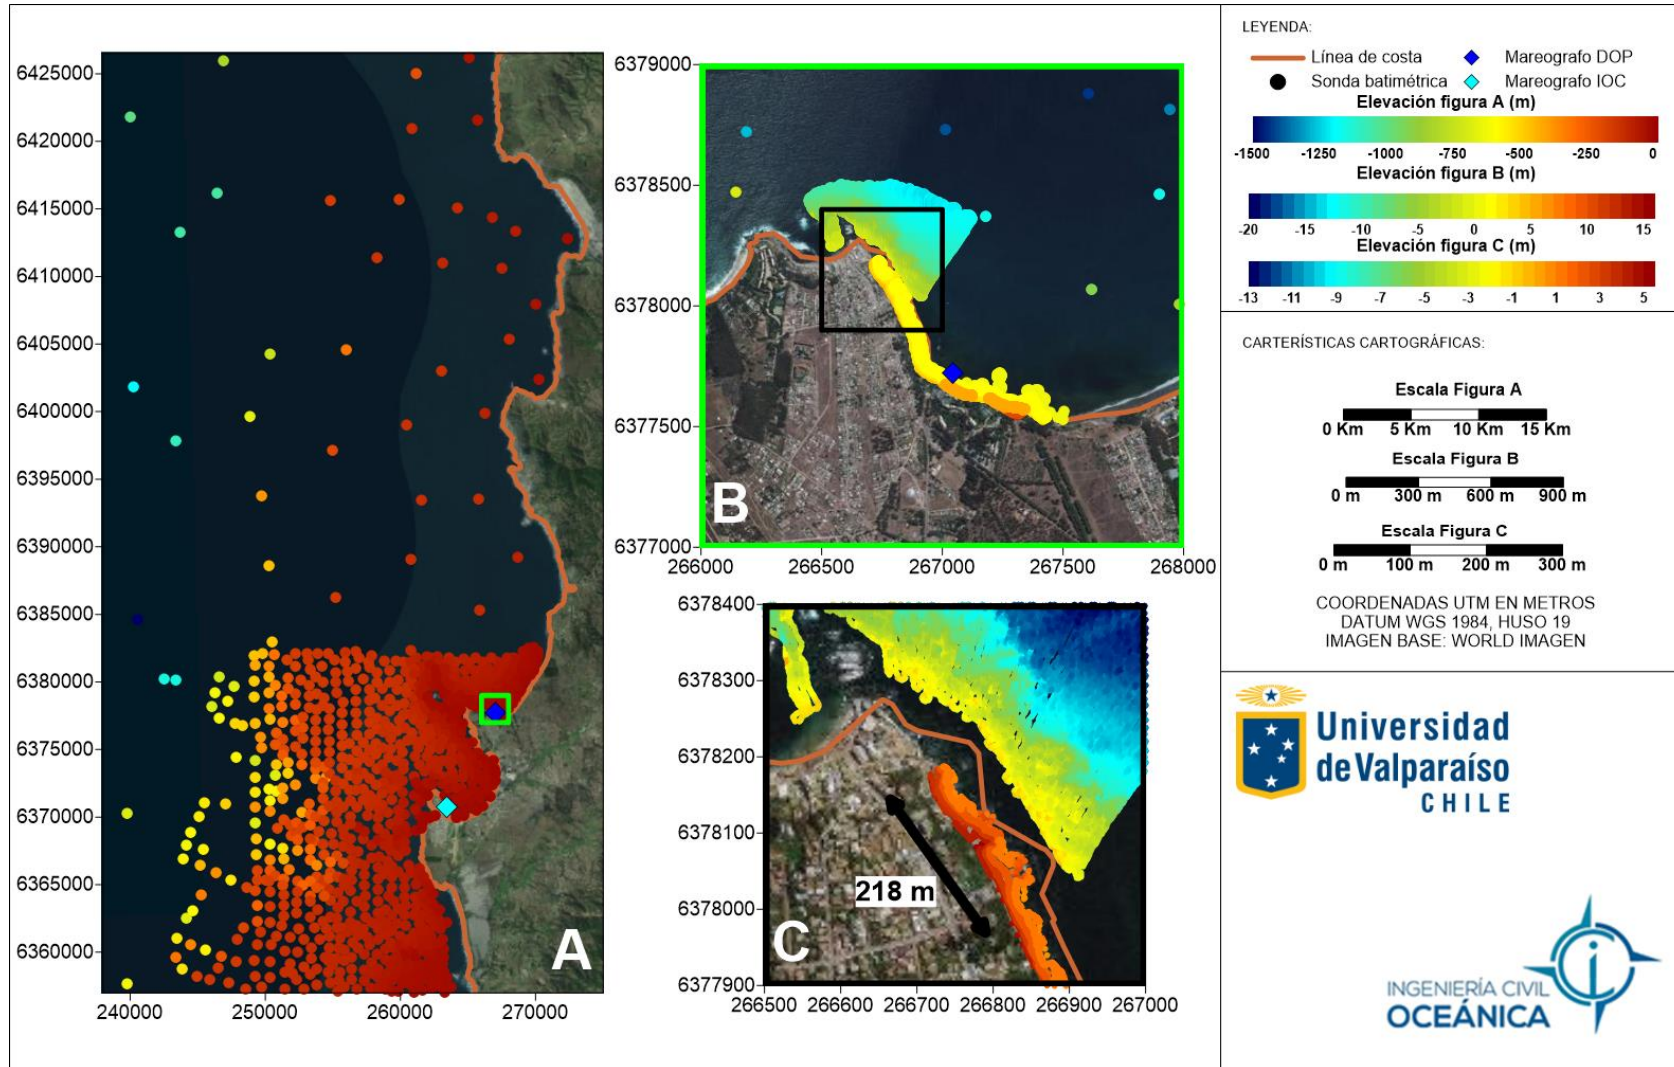 6425000
6420000
6415000
6410000
6405000
6400000
6395000
6390000
6385000
6380000
6375000
6370000
6365000
6360000
240000 250000 260000 270000
A
6379000
6378500
6378000
6377500
6377000
266000 266500 267000 267500 268000
B
6378400
6378300
6378200
6378100
6378000
6377900
266500 266600 266700 266800 266900 267000
218 m
C
LEYENDA:
Línea de costa Mareografo DOP
Sonda batimétrica Mareografo IOC
Elevación figura A (m)
-1500 -1250 -1000 -750 -500 -250 0
Elevación figura B (m)
-20 -15 -10 -5 0 5 10 15
Elevación figura C (m)
-13 -11 -9 -7 -5 -3 -1 1 3 5
CARTERÍSTICAS CARTOGRÁFICAS:
Escala Figura A
0 Km 5 Km 10 Km 15 Km
Escala Figura B
0 m 300 m 600 m 900 m
Escala Figura C
0 m 100 m 200 m 300 m
COORDENADAS UTM EN METROS
DATUM WGS 1984, HUSO 19
IMAGEN BASE: WORLD IMAGEN
Universidad
de Valparaíso
CHILE
INGENIERÍA CIVIL
OCEÁNICA